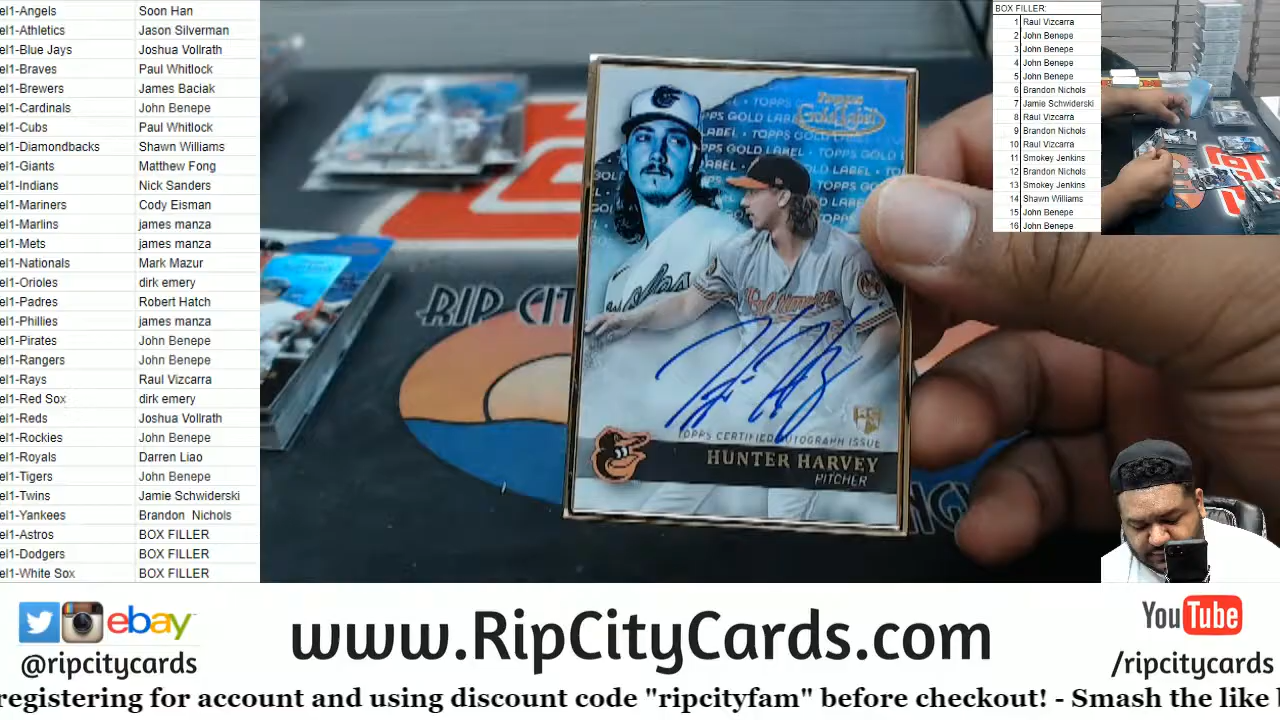 el1-Angels Soon Han
el1-Athletics Jason Silverman
el1-Blue Jays Joshua Vollrath
el1-Braves Paul Whitlock
el1-Brewers James Baciak
el1-Cardinals John Benepe
el1-Cubs Paul Whitlock
el1-Diamondbacks Shawn Williams
el1-Giants Matthew Fong
el1-Indians Nick Sanders
el1-Mariners Cody Eisman
el1-Marlins james manza
el1-Mets james manza
el1-Nationals Mark Mazur
el1-Orioles dirk emery
el1-Padres Robert Hatch
el1-Phillies james manza
el1-Pirates John Benepe
el1-Rangers John Benepe
el1-Rays Raul Vizcarra
el1-Red Sox dirk emery
el1-Reds Joshua Vollrath
el1-Rockies John Benepe
el1-Royals Darren Liao
el1-Tigers John Benepe
el1-Twins Jamie Schwiderski
el1-Yankees Brandon Nichols
el1-Astros BOX FILLER
el1-Dodgers BOX FILLER
el1-White Sox BOX FILLER
RIP CIT
Topps
Gold Label
TOPPS GOLD LABEL
Baltimore
TOPPS CERTIFIED AUTOGRAPH ISSUE
HUNTER HARVEY
PITCHER
BOX FILLER:
1 Raul Vizcarra
2 John Benepe
3 John Benepe
4 John Benepe
5 John Benepe
6 Brandon Nichols
7 Jamie Schwiderski
8 Raul Vizcarra
9 Brandon Nichols
10 Raul Vizcarra
11 Smokey Jenkins
12 Brandon Nichols
13 Smokey Jenkins
14 Shawn Williams
15 John Benepe
16 John Benepe
ebay
@ripcitycards
www.RipCityCards.com
YouTube
/ripcitycards
registering for account and using discount code "ripcityfam" before checkout! - Smash the like